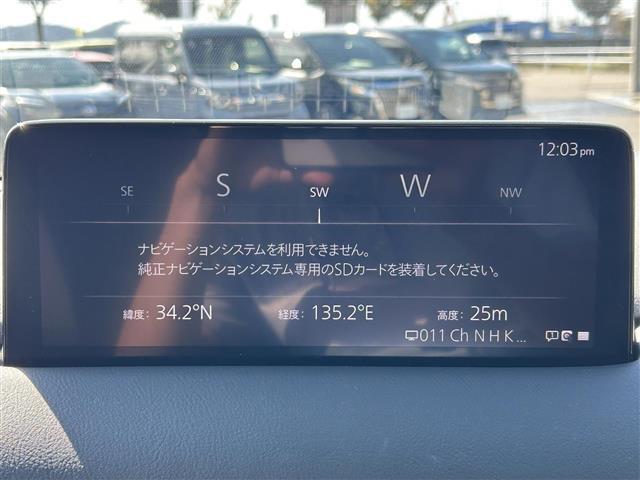 12:03pm
SE S SW W NW
ナビゲーションシステムを利用できません。
純正ナビゲーションシステム専用のSDカードを装着してください。
緯度: 34.2°N 経度: 135.2°E 高度: 25m
011 Ch N H K ...